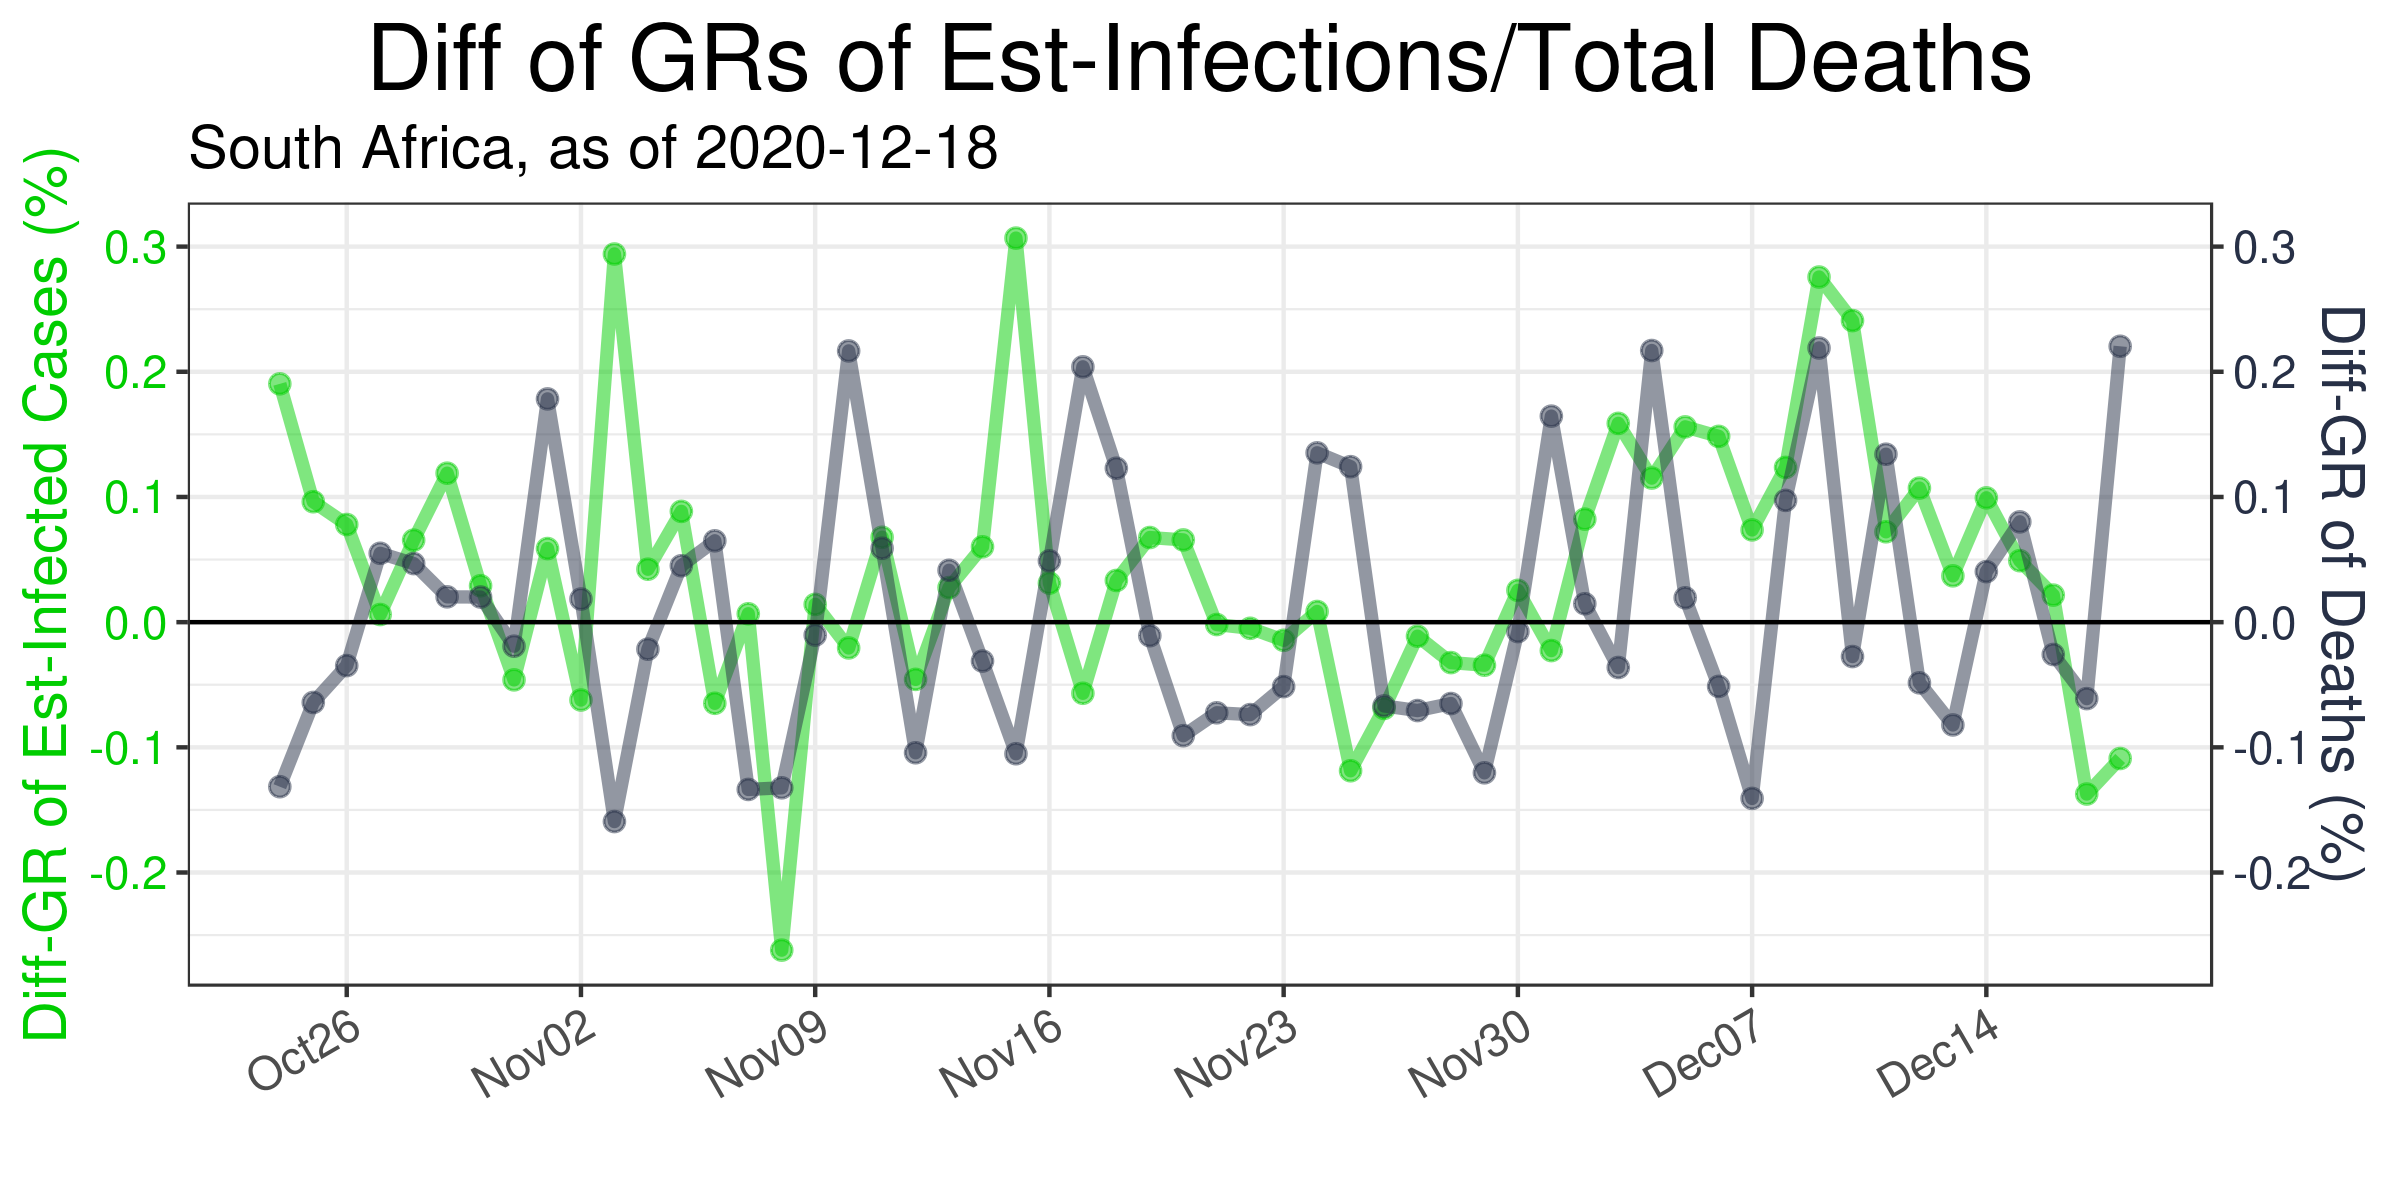 Diff of GRs of Est-Infections/Total Deaths
South Africa, as of 2020-12-18
Diff-GR of Est-Infected Cases (%)
0.3
0.2
0.1
0.0
-0.1
-0.2
0.3
0.2
0.1
0.0
-0.1
-0.2
Diff-GR of Deaths (%)
Oct26
Nov02
Nov09
Nov16
Nov23
Nov30
Dec07
Dec14